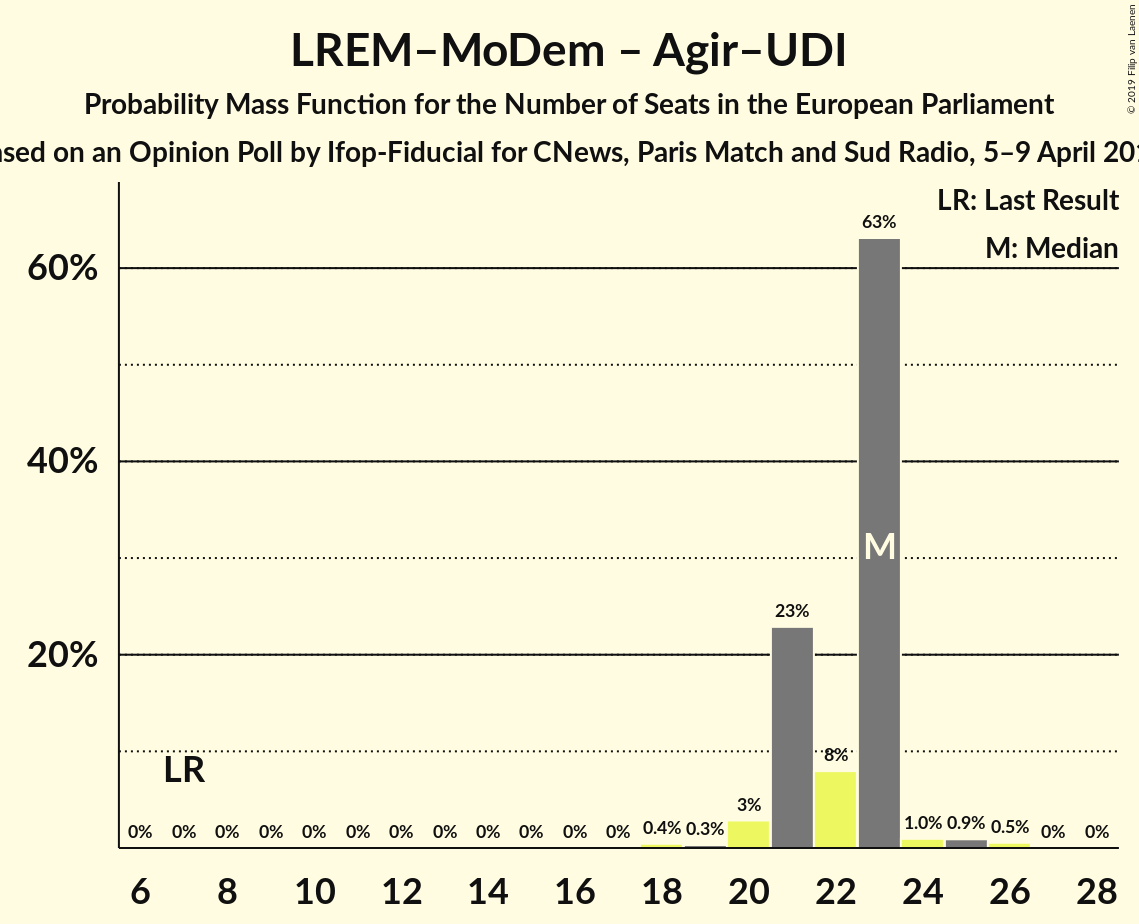 LREM–MoDem – Agir–UDI
Probability Mass Function for the Number of Seats in the European Parliament
on an Opinion Poll by Ifop-Fiducial for CNews, Paris Match and Sud Radio, 5–9 April
© 2019 Filip van Laenen
LR: Last Result
M: Median
60%
40%
20%
63%
M
23%
LR
8%
3%
0% 0% 0% 0% 0% 0% 0% 0% 0% 0% 0% 0% 0.4% 0.3% 1.0% 0.9% 0.5% 0% 0%
6 8 10 12 14 16 18 20 22 24 26 28